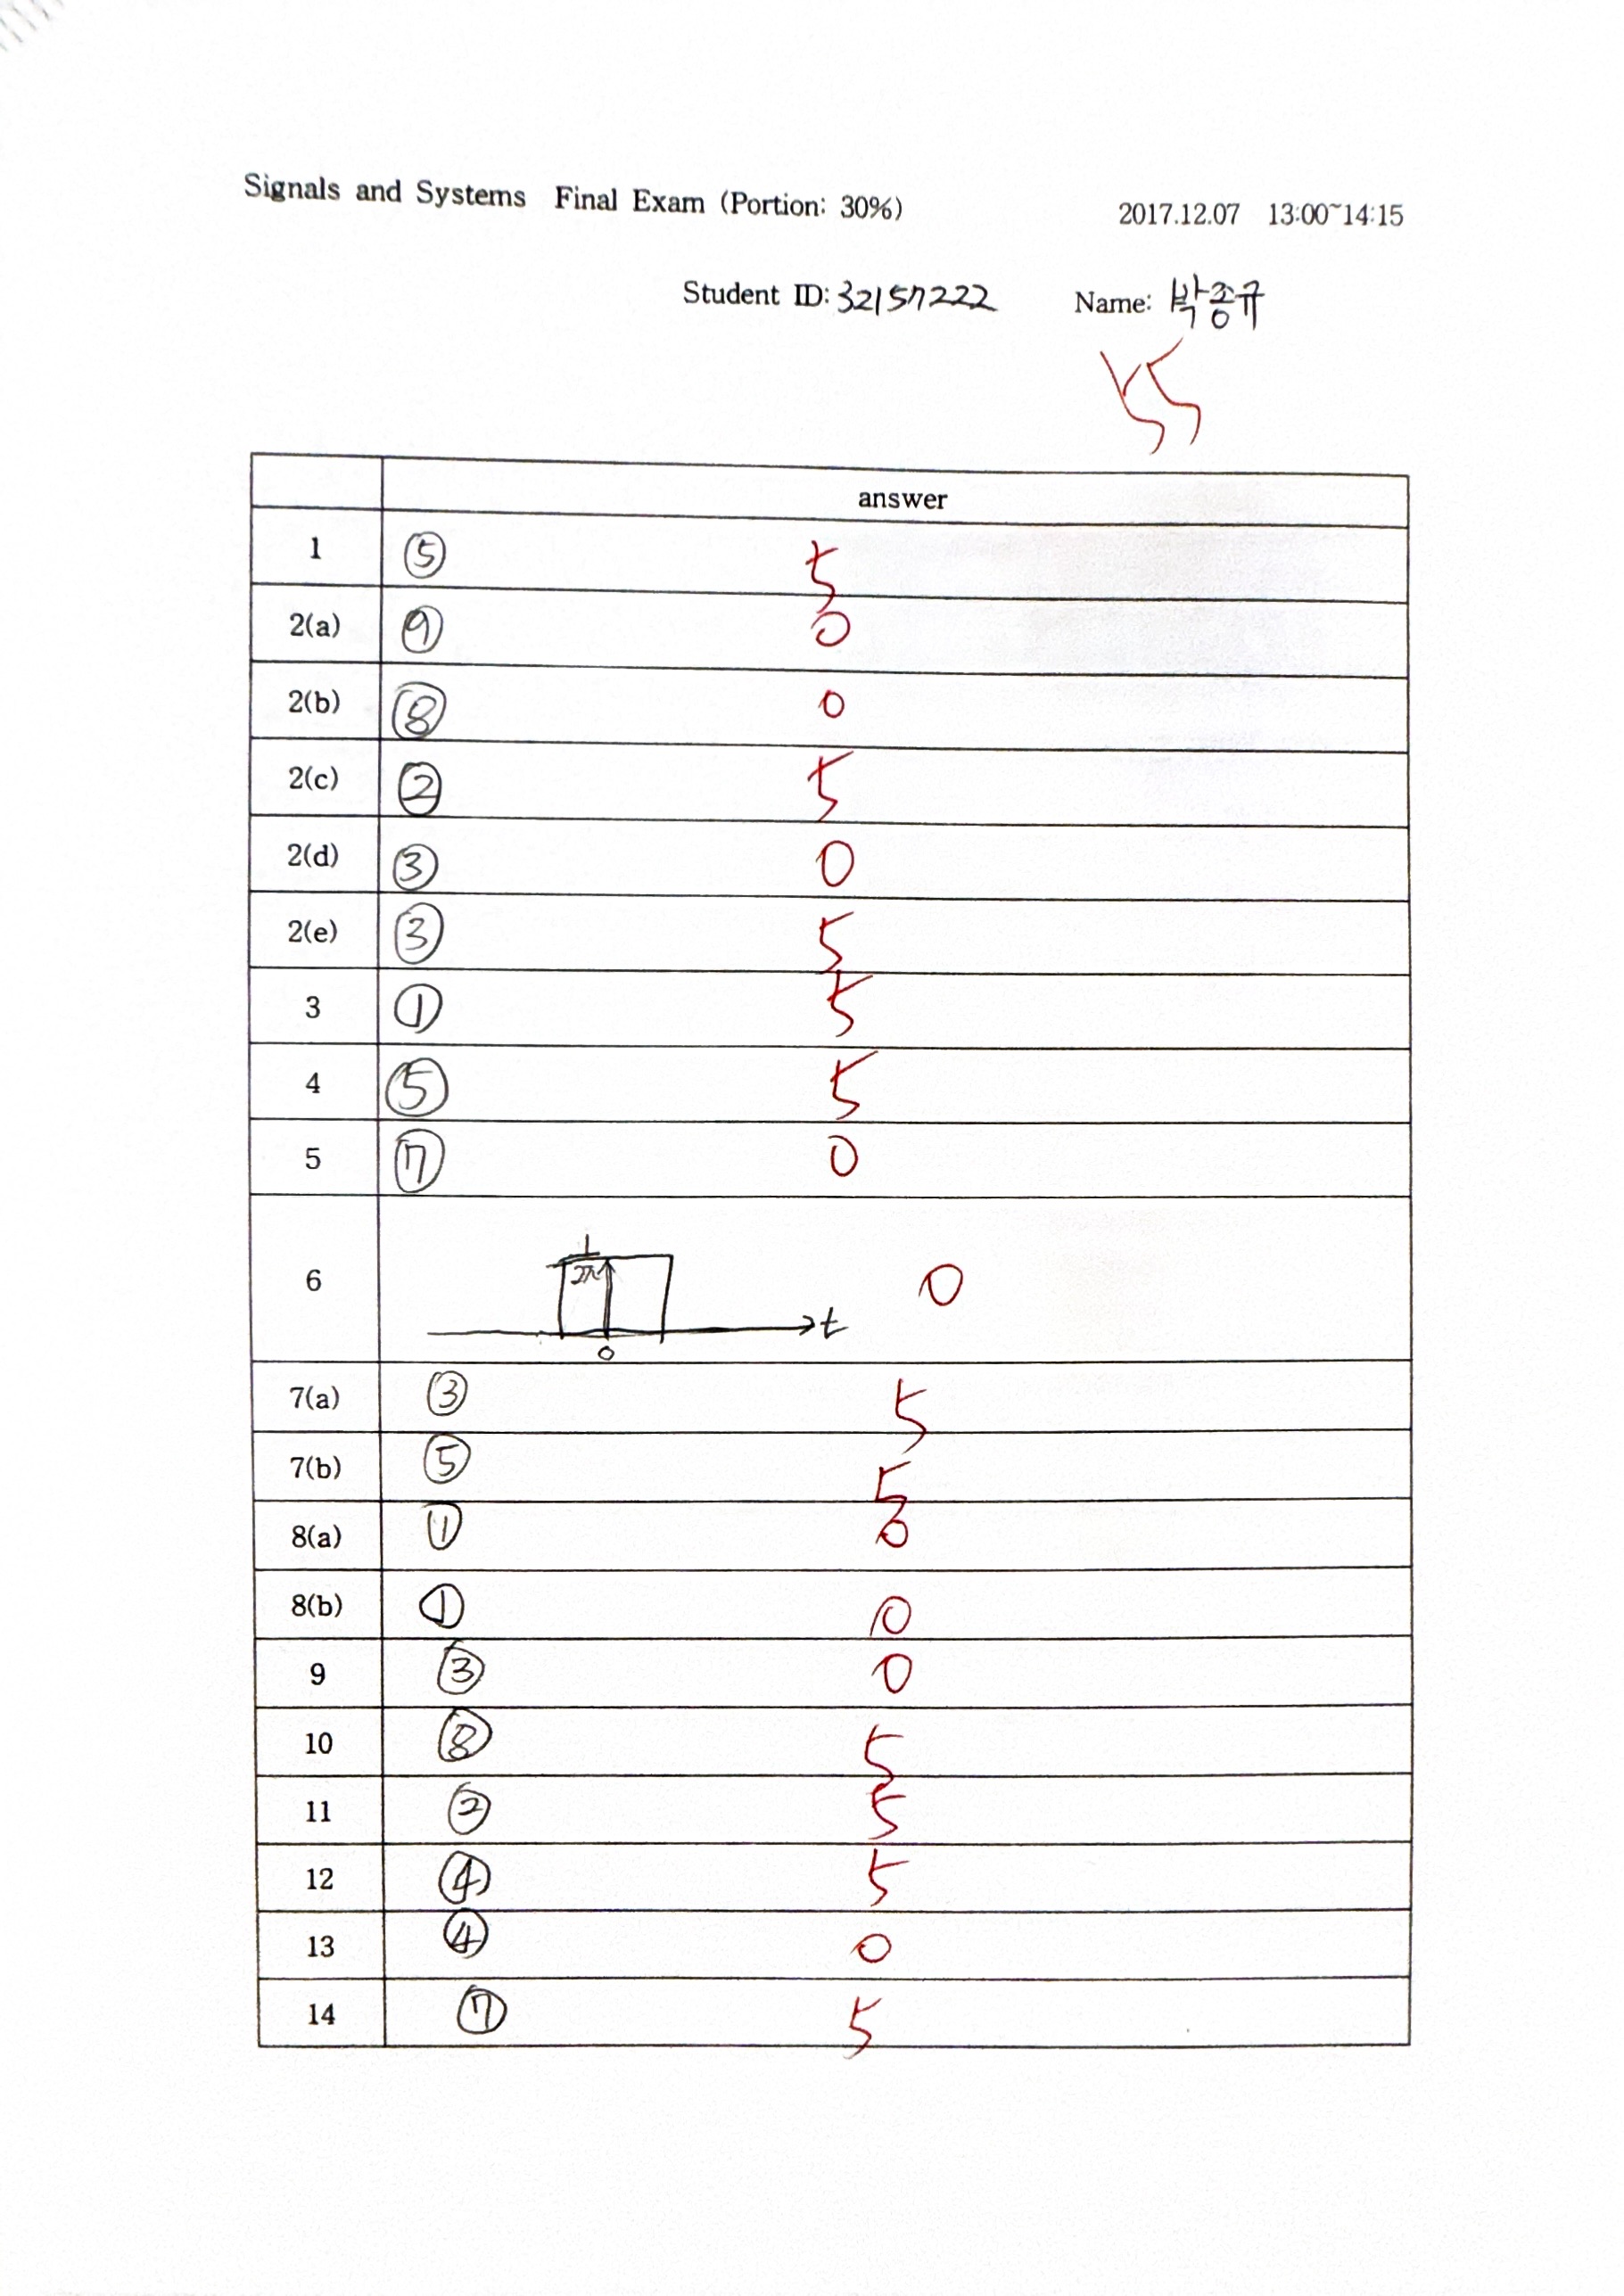 Signals and Systems Final Exam (Portion: 30%) 2017.12.07 13:00~14:15
Student ID: 32157222 Name: 박종규
55
answer
1 ⑤ 5
2(a) ⑨ 0
2(b) ⑧ 0
2(c) ② 5
2(d) ③ 0
2(e) ③ 5
3 ① 5
4 ⑤ 5
5 ⑦ 0
6 1/2π t 0 0
7(a) ③ 5
7(b) ⑤ 5
8(a) ① 0
8(b) ① 0
9 ③ 0
10 ⑧ 5
11 ② 5
12 ④ 5
13 ④ 0
14 ⑦ 5